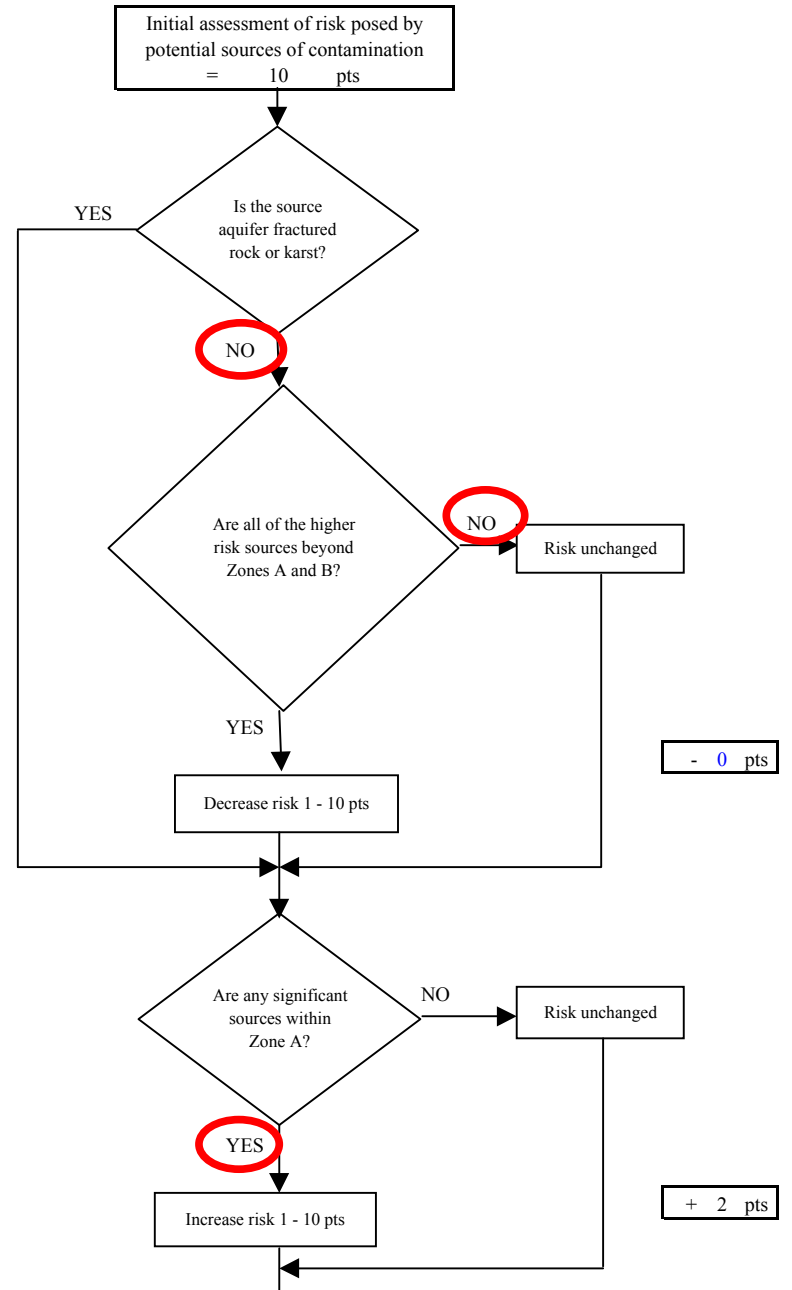 Initial assessment of risk posed by
potential sources of contamination
= 10 pts
YES
Is the source
aquifer fractured
rock or karst?
NO
Are all of the higher
risk sources beyond
Zones A and B?
NO
Risk unchanged
YES
- 0 pts
Decrease risk 1 - 10 pts
Are any significant
sources within
Zone A?
NO
Risk unchanged
YES
+ 2 pts
Increase risk 1 - 10 pts